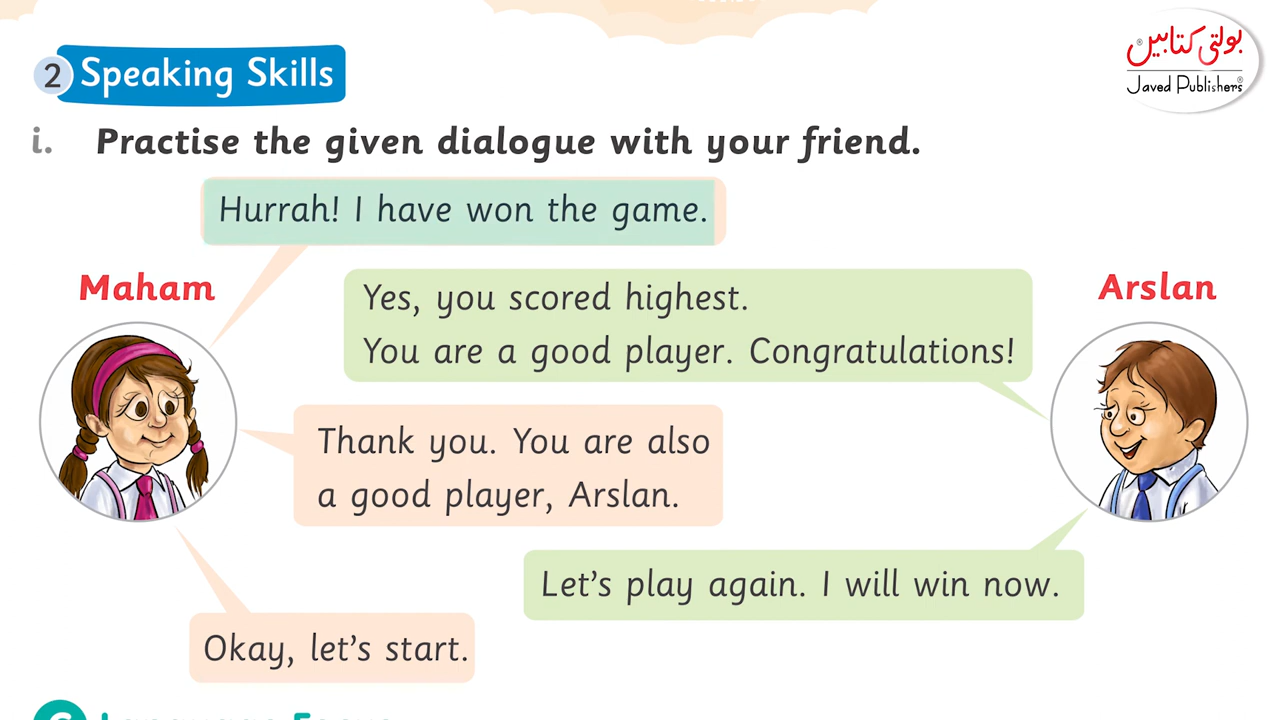 بولتی کتابیں
®
Javed Publishers®
2 Speaking Skills
i. Practise the given dialogue with your friend.
Hurrah! I have won the game.
Maham
Arslan
Yes, you scored highest.
You are a good player. Congratulations!
Thank you. You are also
a good player, Arslan.
Let's play again. I will win now.
Okay, let's start.